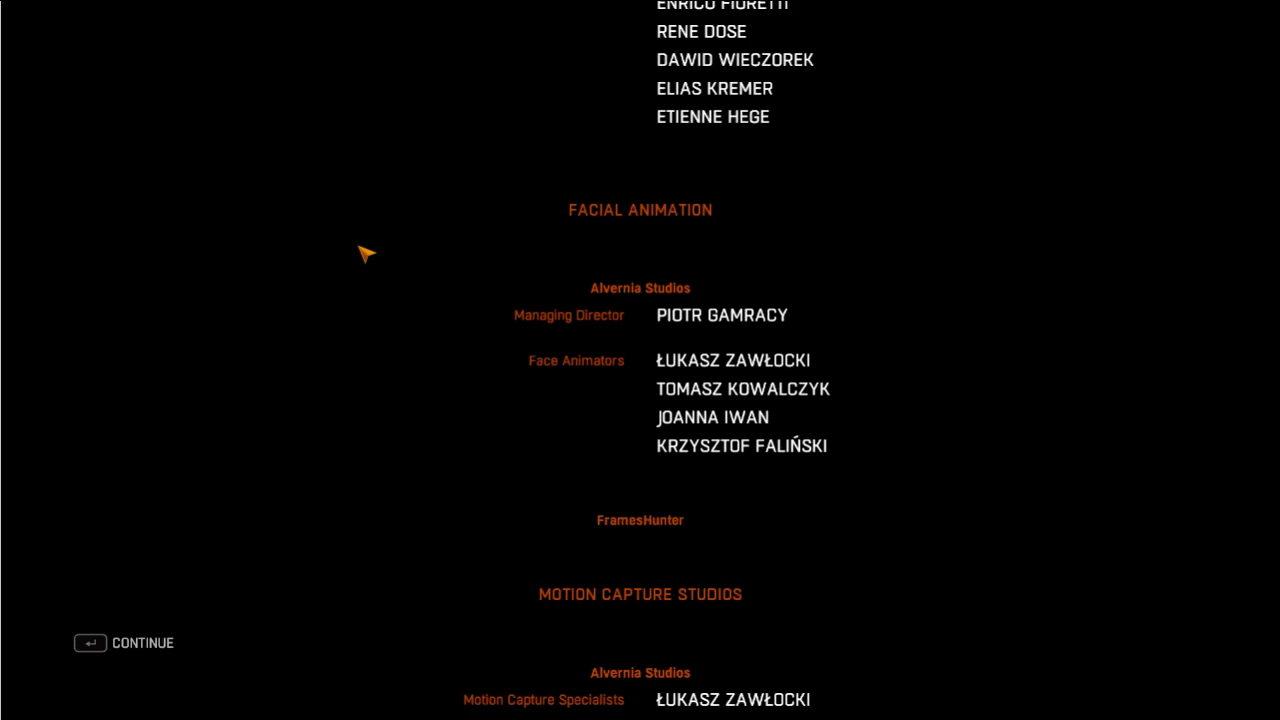 ENRICO FIORETTI
RENE DOSE
DAWID WIECZOREK
ELIAS KREMER
ETIENNE HEGE
FACIAL ANIMATION
Alvernia Studios
Managing Director PIOTR GAMRACY
Face Animators ŁUKASZ ZAWŁOCKI
TOMASZ KOWALCZYK
JOANNA IWAN
KRZYSZTOF FALIŃSKI
FramesHunter
MOTION CAPTURE STUDIOS
CONTINUE
Alvernia Studios
Motion Capture Specialists ŁUKASZ ZAWŁOCKI